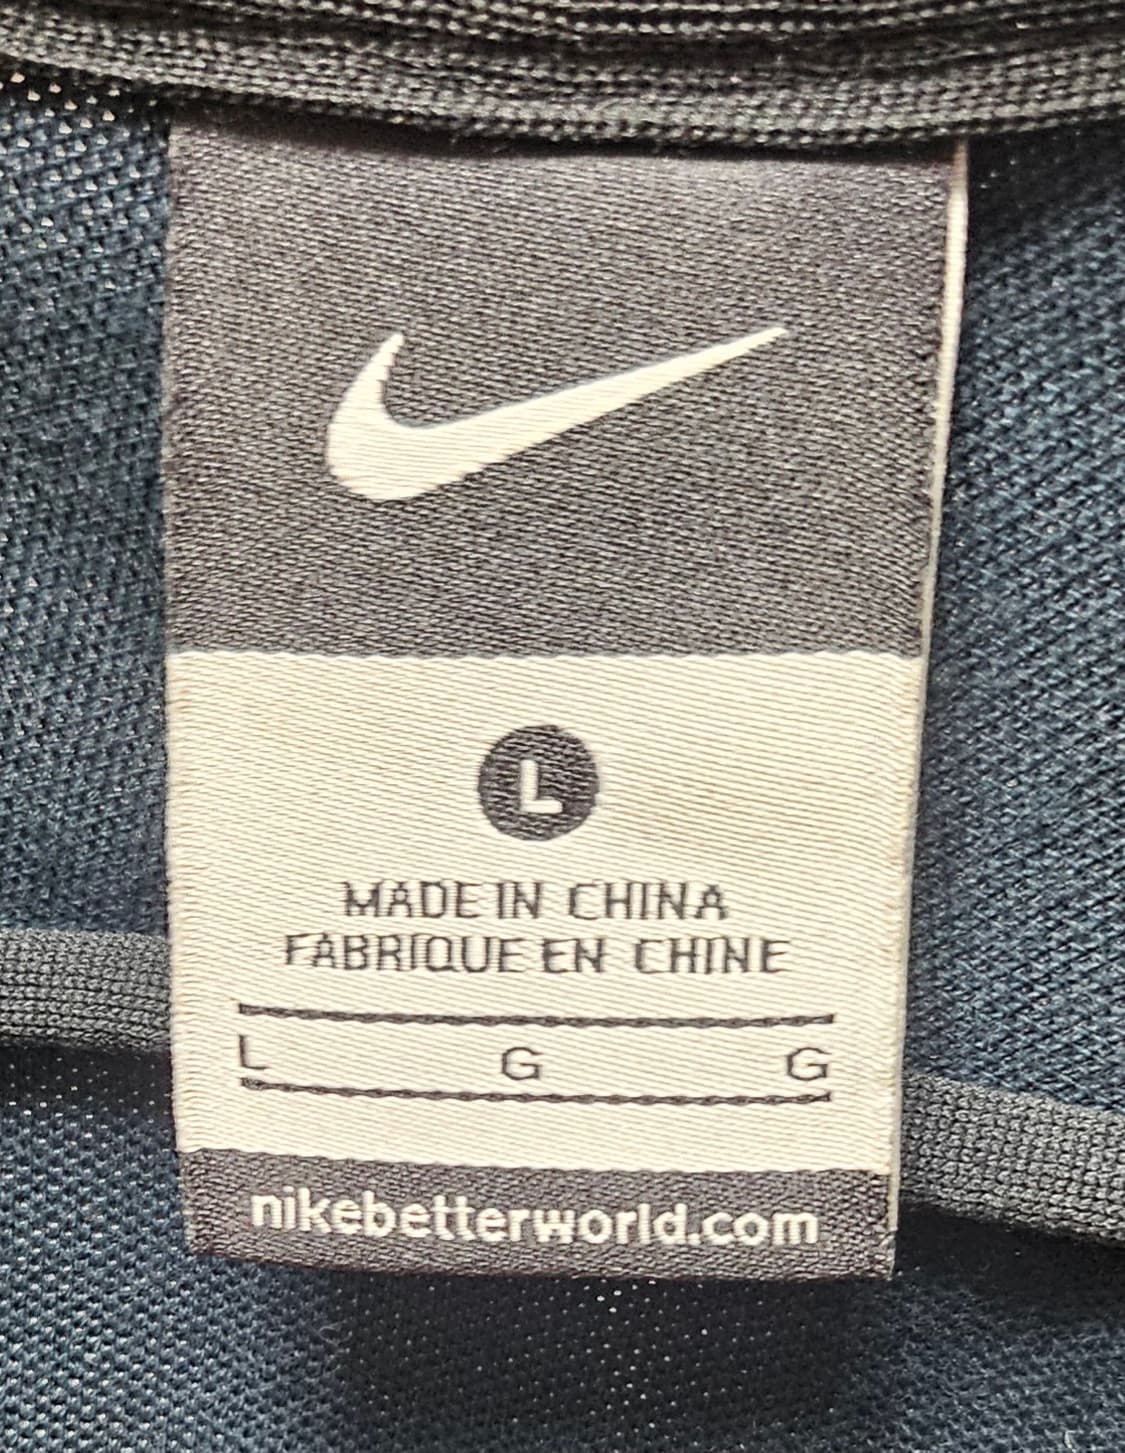 L
MADE IN CHINA
FABRIQUE EN CHINE
L G G
nikebetterworld.com